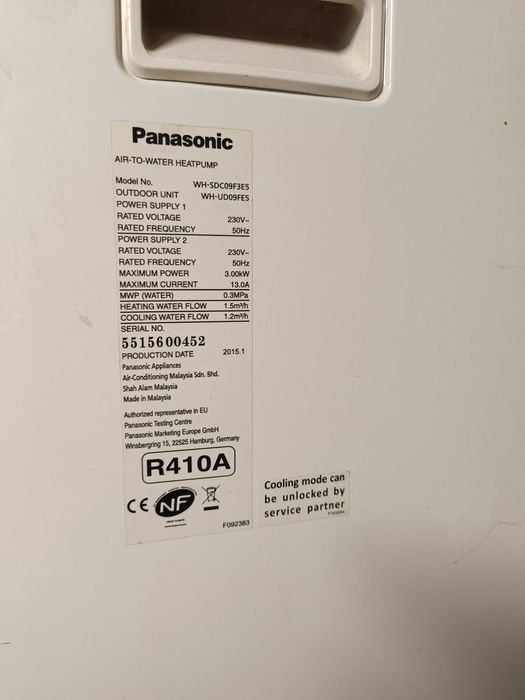 Panasonic
AIR-TO-WATER HEATPUMP
Model No. WH-SDC09F3E5
OUTDOOR UNIT WH-UD09FE5
POWER SUPPLY 1
RATED VOLTAGE 230V~
RATED FREQUENCY 50Hz
POWER SUPPLY 2
RATED VOLTAGE 230V~
RATED FREQUENCY 50Hz
MAXIMUM POWER 3.00kW
MAXIMUM CURRENT 13.0A
MWP (WATER) 0.3MPa
HEATING WATER FLOW 1.5m³/h
COOLING WATER FLOW 1.2m³/h
SERIAL NO.
5515600452
PRODUCTION DATE 2015.1
Panasonic Appliances
Air-Conditioning Malaysia Sdn. Bhd.
Shah Alam Malaysia
Made in Malaysia
Authorized representative in EU
Panasonic Testing Centre
Panasonic Marketing Europe GmbH
Winsbergring 15, 22525 Hamburg, Germany
R410A
CE NF
F092383
Cooling mode can
be unlocked by
service partner